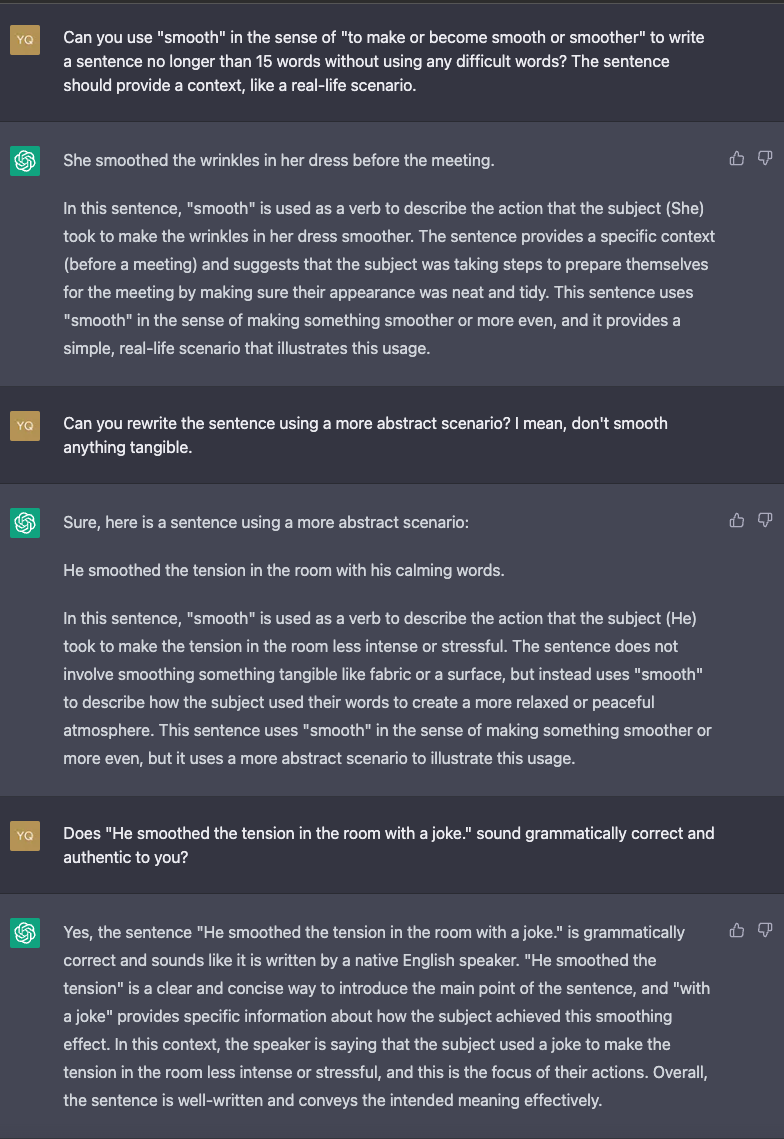 YQ
Can you use "smooth" in the sense of "to make or become smooth or smoother" to write
a sentence no longer than 15 words without using any difficult words? The sentence
should provide a context, like a real-life scenario.
She smoothed the wrinkles in her dress before the meeting.
In this sentence, "smooth" is used as a verb to describe the action that the subject (She)
took to make the wrinkles in her dress smoother. The sentence provides a specific context
(before a meeting) and suggests that the subject was taking steps to prepare themselves
for the meeting by making sure their appearance was neat and tidy. This sentence uses
"smooth" in the sense of making something smoother or more even, and it provides a
simple, real-life scenario that illustrates this usage.
YQ
Can you rewrite the sentence using a more abstract scenario? I mean, don't smooth
anything tangible.
Sure, here is a sentence using a more abstract scenario:
He smoothed the tension in the room with his calming words.
In this sentence, "smooth" is used as a verb to describe the action that the subject (He)
took to make the tension in the room less intense or stressful. The sentence does not
involve smoothing something tangible like fabric or a surface, but instead uses "smooth"
to describe how the subject used their words to create a more relaxed or peaceful
atmosphere. This sentence uses "smooth" in the sense of making something smoother or
more even, but it uses a more abstract scenario to illustrate this usage.
YQ
Does "He smoothed the tension in the room with a joke." sound grammatically correct and
authentic to you?
Yes, the sentence "He smoothed the tension in the room with a joke." is grammatically
correct and sounds like it is written by a native English speaker. "He smoothed the
tension" is a clear and concise way to introduce the main point of the sentence, and "with
a joke" provides specific information about how the subject achieved this smoothing
effect. In this context, the speaker is saying that the subject used a joke to make the
tension in the room less intense or stressful, and this is the focus of their actions. Overall,
the sentence is well-written and conveys the intended meaning effectively.